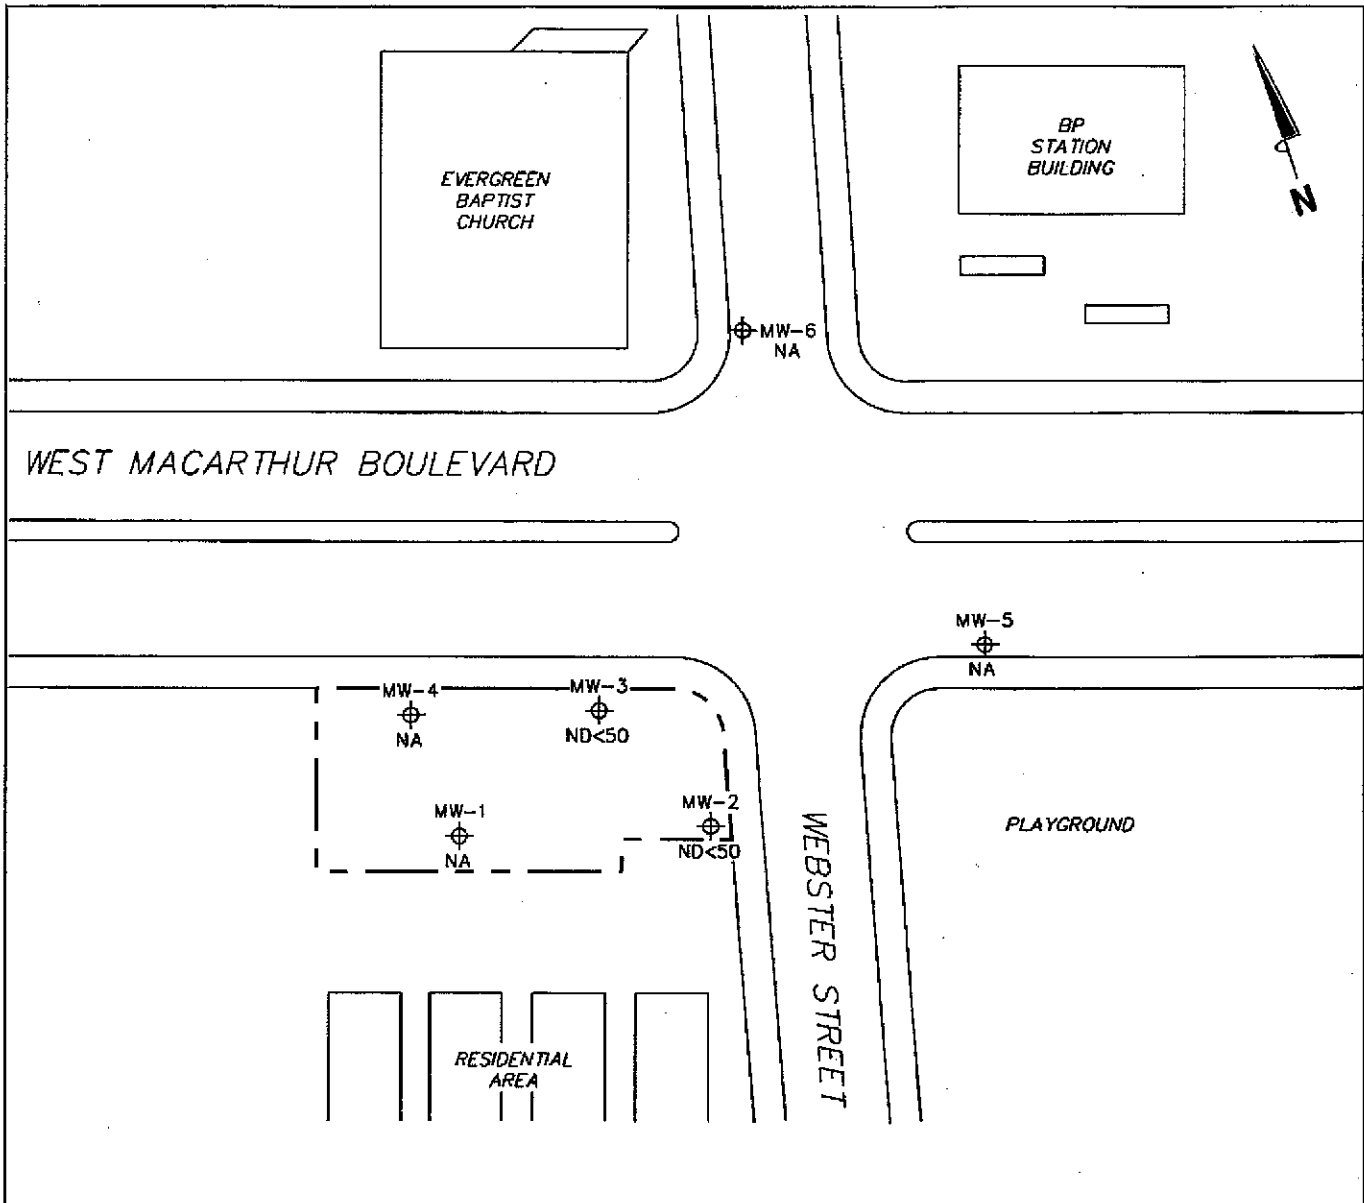 EVERGREEN
BAPTIST
CHURCH
BP
STATION
BUILDING
N
MW-6
NA
WEST MACARTHUR BOULEVARD
MW-5
NA
MW-4
NA
MW-3
ND<50
MW-1
NA
MW-2
ND<50
WEBSTER STREET
PLAYGROUND
RESIDENTIAL
AREA